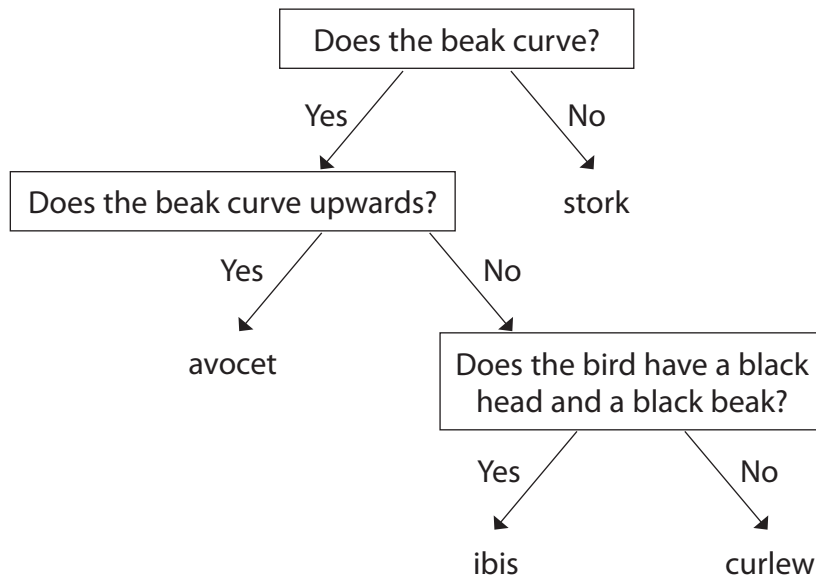 Does the beak curve?
Yes
No
Does the beak curve upwards?
stork
Yes
No
avocet
Does the bird have a black
head and a black beak?
Yes
No
ibis
curlew